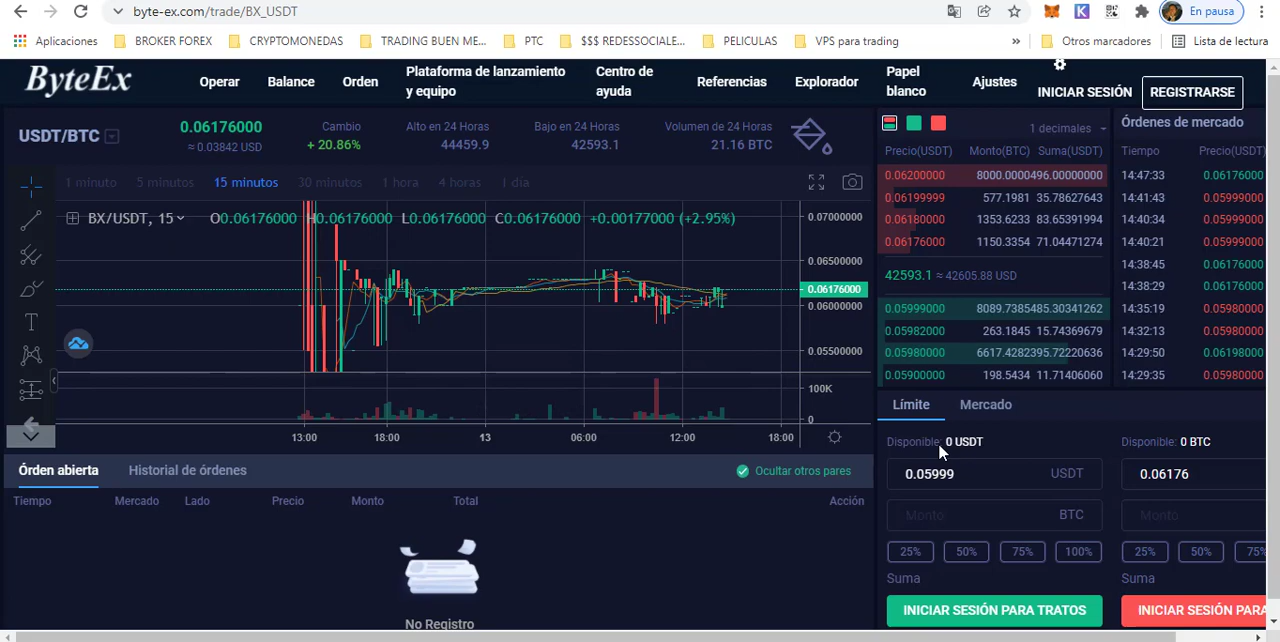 byte-ex.com/trade/BX_USDT
En pausa
Aplicaciones BROKER FOREX CRYPTOMONEDAS TRADING BUEN ME... PTC $$$ REDESSOCIALE... PELICULAS VPS para trading » Otros marcadores Lista de lectura
ByteEx
Operar Balance Orden Plataforma de lanzamiento y equipo Centro de ayuda Referencias Explorador Papel blanco Ajustes INICIAR SESIÓN REGISTRARSE
USDT/BTC
0.06176000
≈ 0.03842 USD
Cambio
+ 20.86%
Alto en 24 Horas
44459.9
Bajo en 24 Horas
42593.1
Volumen de 24 Horas
21.16 BTC
1 minuto 5 minutos 15 minutos 30 minutos 1 hora 4 horas 1 día
BX/USDT, 15 O0.06176000 H0.06176000 L0.06176000 C0.06176000 +0.00177000 (+2.95%)
0.07000000
0.06500000
0.06176000
0.06000000
0.05500000
100K
0
13:00 18:00 13 06:00 12:00 18:00
Órden abierta Historial de órdenes Ocultar otros pares
Tiempo Mercado Lado Precio Monto Total Acción
No Registro
1 decimales
Precio(USDT) Monto(BTC) Suma(USDT)
0.06200000 8000.0000496.00000000
0.06199999 577.1981 35.78627643
0.06180000 1353.6233 83.65391994
0.06176000 1150.3354 71.04471274
42593.1 ≈ 42605.88 USD
0.05999000 8089.7385485.30341262
0.05982000 263.1845 15.74369679
0.05980000 6617.4282395.72220636
0.05900000 198.5434 11.71406060
Órdenes de mercado
Tiempo Precio(USDT)
14:47:33 0.06176000
14:41:43 0.05999000
14:40:34 0.05999000
14:40:21 0.05999000
14:38:45 0.06176000
14:38:29 0.06176000
14:35:19 0.05980000
14:32:13 0.05980000
14:29:50 0.06198000
14:29:35 0.05980000
Límite Mercado
Disponible: 0 USDT Disponible: 0 BTC
0.05999 USDT 0.06176
Monto BTC Monto
25% 50% 75% 100% 25% 50% 75%
Suma Suma
INICIAR SESIÓN PARA TRATOS INICIAR SESIÓN PARA